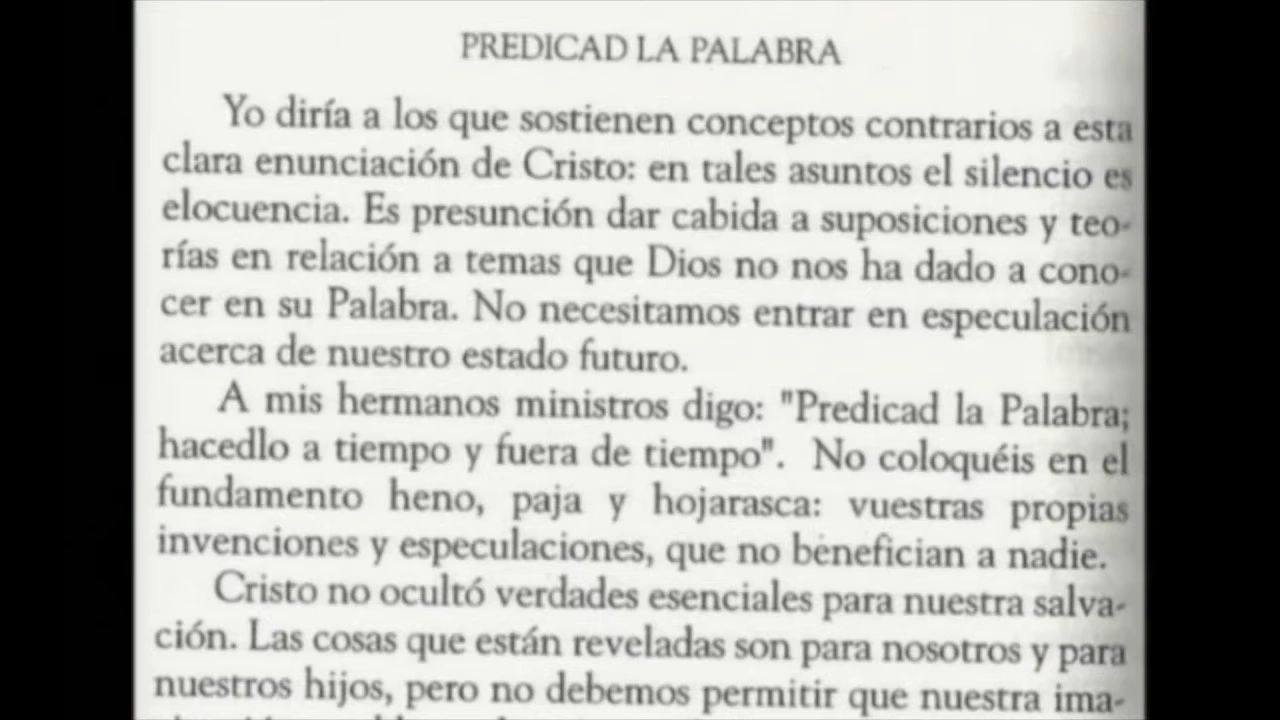 PREDICAD LA PALABRA
Yo diría a los que sostienen conceptos contrarios a esta
clara enunciación de Cristo: en tales asuntos el silencio es
elocuencia. Es presunción dar cabida a suposiciones y teo-
rías en relación a temas que Dios no nos ha dado a cono-
cer en su Palabra. No necesitamos entrar en especulación
acerca de nuestro estado futuro.
A mis hermanos ministros digo: "Predicad la Palabra;
hacedlo a tiempo y fuera de tiempo". No coloquéis en el
fundamento heno, paja y hojarasca: vuestras propias
invenciones y especulaciones, que no benefician a nadie.
Cristo no ocultó verdades esenciales para nuestra salva-
ción. Las cosas que están reveladas son para nosotros y para
nuestros hijos, pero no debemos permitir que nuestra ima-